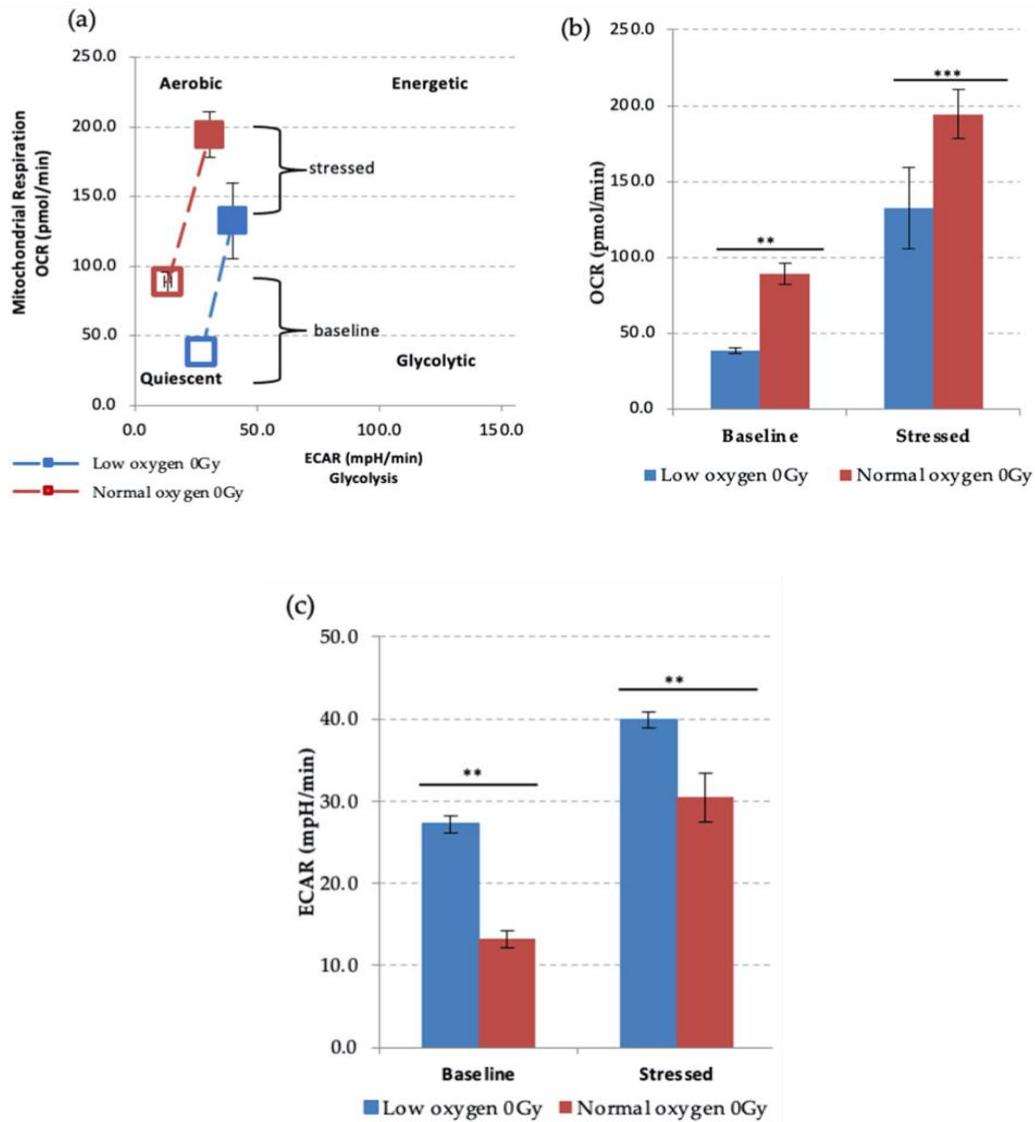 (a)
250.0
Aerobic
Energetic
200.0
stressed
150.0
100.0
baseline
50.0
Glycolytic
Quiescent
0.0
0.0
50.0
100.0
150.0
Mitochondrial Respiration
OCR (pmol/min)
ECAR (mpH/min)
Glycolysis
Low oxygen 0Gy
Normal oxygen 0Gy
(b)
250.0
200.0
150.0
100.0
50.0
0.0
OCR (pmol/min)
**
***
Baseline
Stressed
Low oxygen 0Gy
Normal oxygen 0Gy
(c)
50.0
40.0
30.0
20.0
10.0
0.0
ECAR (mpH/min)
**
**
Baseline
Stressed
Low oxygen 0Gy
Normal oxygen 0Gy